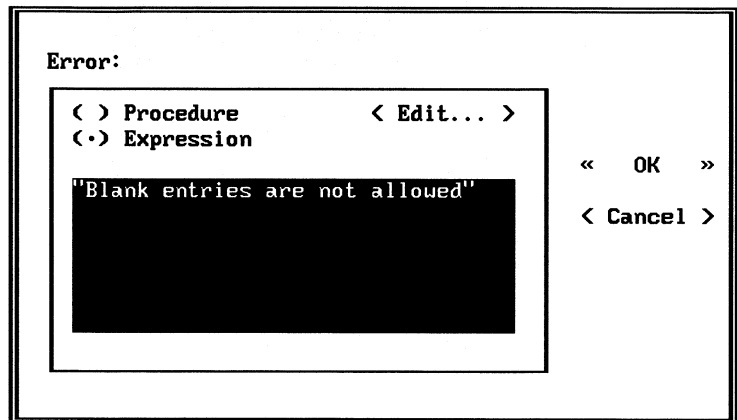 Error:
( ) Procedure < Edit... >
(·) Expression
« OK »
"Blank entries are not allowed"
< Cancel >